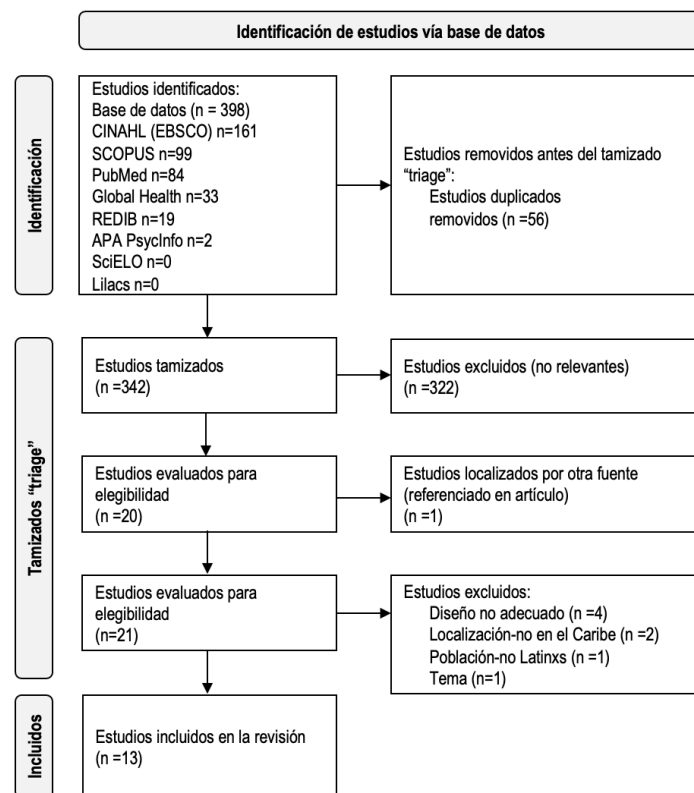 Identificación de estudios vía base de datos
Identificación
Estudios identificados:
Base de datos (n = 398)
CINAHL (EBSCO) n=161
SCOPUS n=99
PubMed n=84
Global Health n=33
REDIB n=19
APA PsycInfo n=2
SciELO n=0
Lilacs n=0
Estudios removidos antes del tamizado
“triage”:
Estudios duplicados
removidos (n =56)
Tamizados “triage”
Estudios tamizados
(n =342)
Estudios excluidos (no relevantes)
(n =322)
Estudios evaluados para
elegibilidad
(n =20)
Estudios localizados por otra fuente
(referenciado en artículo)
(n =1)
Estudios evaluados para
elegibilidad
(n=21)
Estudios excluidos:
Diseño no adecuado (n =4)
Localización-no en el Caribe (n =2)
Población-no Latinxs (n =1)
Tema (n=1)
Incluidos
Estudios incluidos en la revisión
(n =13)